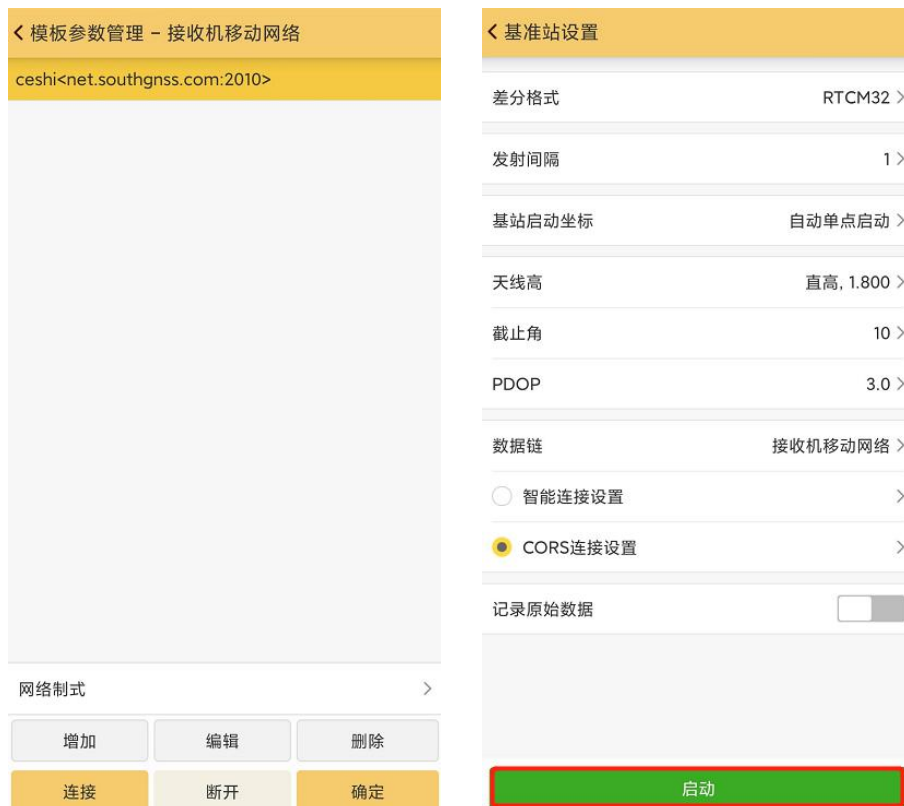 模板参数管理 - 接收机移动网络
ceshi<net.southgnss.com:2010>
网络制式
增加 编辑 删除
连接 断开 确定
基准站设置
差分格式 RTCM32
发射间隔 1
基站启动坐标 自动单点启动
天线高 直高, 1.800
截止角 10
PDOP 3.0
数据链 接收机移动网络
智能连接设置
CORS连接设置
记录原始数据
启动